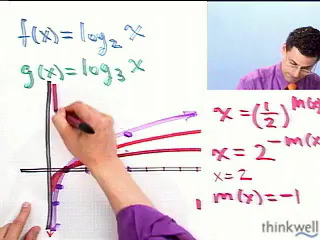 f(x) = log₂ x
g(x) = log₃ x
x = (1/2)^m(x)
x = 2^-m(x)
x = 2
m(x) = -1
thinkwell